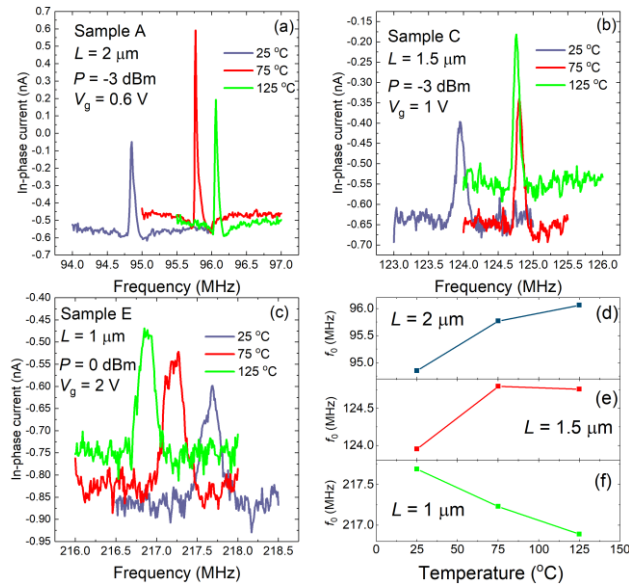 (a)
Sample A
L = 2 μm
P = -3 dBm
Vg = 0.6 V
25 °C
75 °C
125 °C
In-phase current (nA)
0.7
0.6
0.5
0.4
0.3
0.2
0.1
0.0
-0.1
-0.2
-0.3
-0.4
-0.5
-0.6
94.0 94.5 95.0 95.5 96.0 96.5 97.0
Frequency (MHz)
(b)
Sample C
L = 1.5 μm
P = -3 dBm
Vg = 1 V
25 °C
75 °C
125 °C
In-phase current (nA)
-0.15
-0.20
-0.25
-0.30
-0.35
-0.40
-0.45
-0.50
-0.55
-0.60
-0.65
-0.70
123.0 123.5 124.0 124.5 125.0 125.5 126.0
Frequency (MHz)
(c)
Sample E
L = 1 μm
P = 0 dBm
Vg = 2 V
25 °C
75 °C
125 °C
In-phase current (nA)
-0.40
-0.45
-0.50
-0.55
-0.60
-0.65
-0.70
-0.75
-0.80
-0.85
-0.90
-0.95
216.0 216.5 217.0 217.5 218.0 218.5
Frequency (MHz)
(d)
L = 2 μm
f0 (MHz)
96.0
95.5
95.0
(e)
L = 1.5 μm
f0 (MHz)
124.5
124.0
(f)
L = 1 μm
f0 (MHz)
217.5
217.0
0 25 50 75 100 125
Temperature (°C)